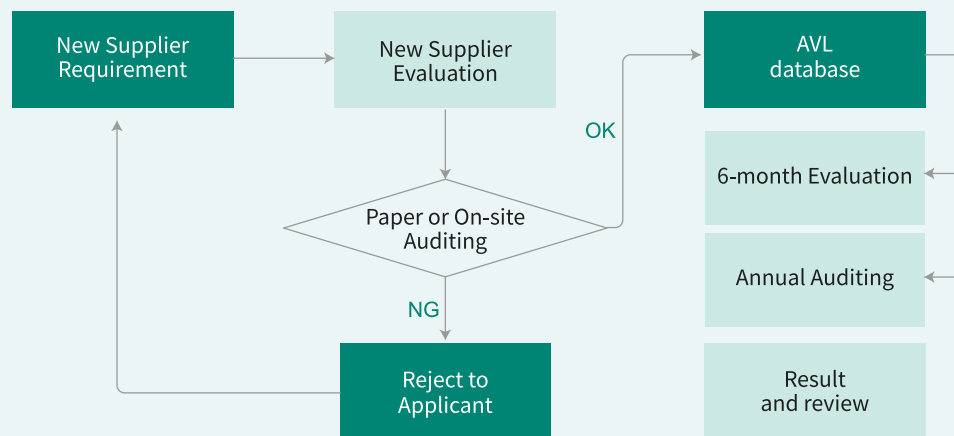 New Supplier
Requirement
New Supplier
Evaluation
AVL
database
OK
6-month Evaluation
Paper or On-site
Auditing
Annual Auditing
NG
Reject to
Applicant
Result
and review